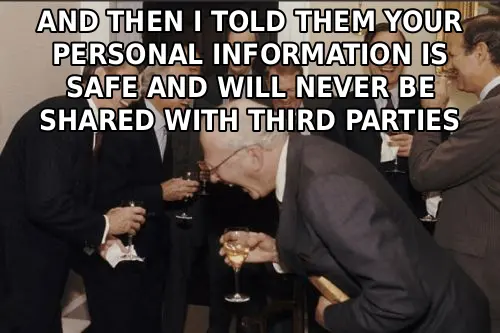 AND THEN I TOLD THEM YOUR
PERSONAL INFORMATION IS
SAFE AND WILL NEVER BE
SHARED WITH THIRD PARTIES